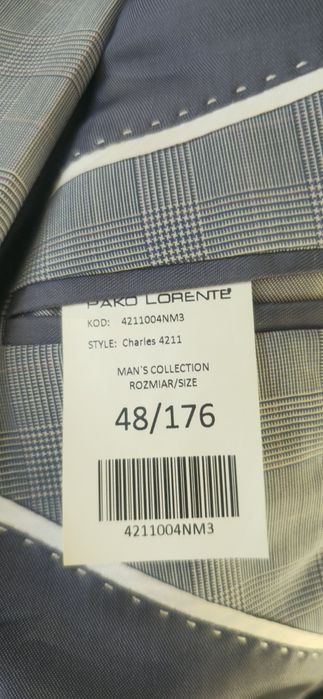 PAKO LORENTE
KOD: 4211004NM3
STYLE: Charles 4211
MAN`S COLLECTION
ROZMIAR/SIZE
48/176
4211004NM3